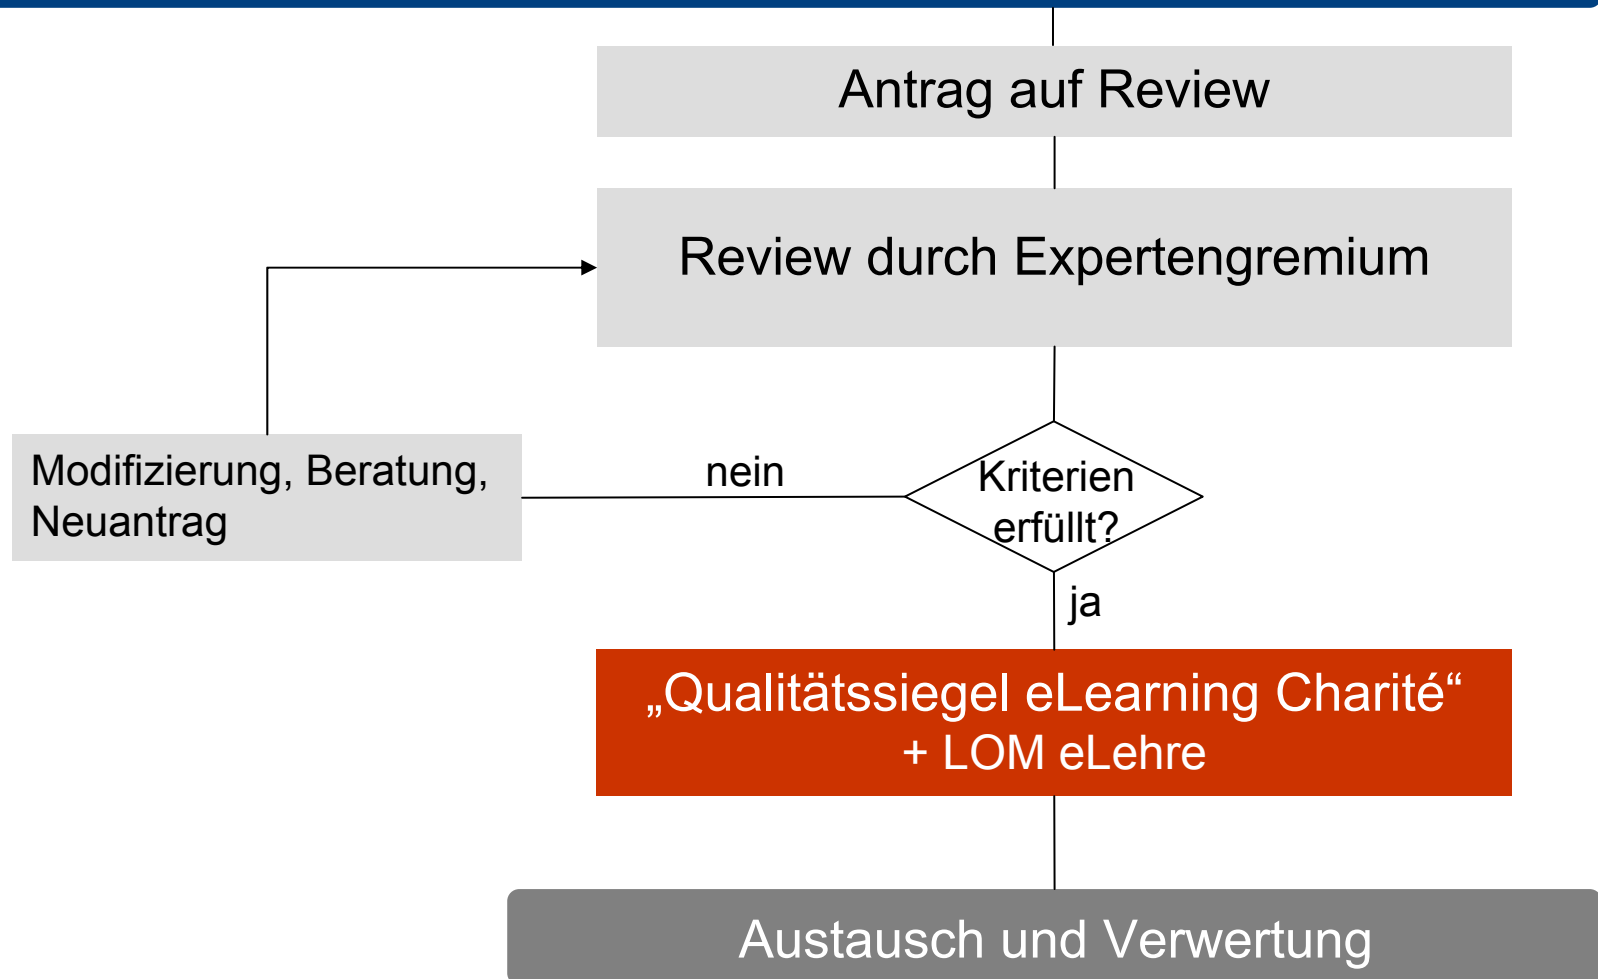 Antrag auf Review
Review durch Expertengremium
Modifizierung, Beratung,
Neuantrag
nein
Kriterien
erfüllt?
ja
„Qualitätssiegel eLearning Charité“
+ LOM eLehre
Austausch und Verwertung